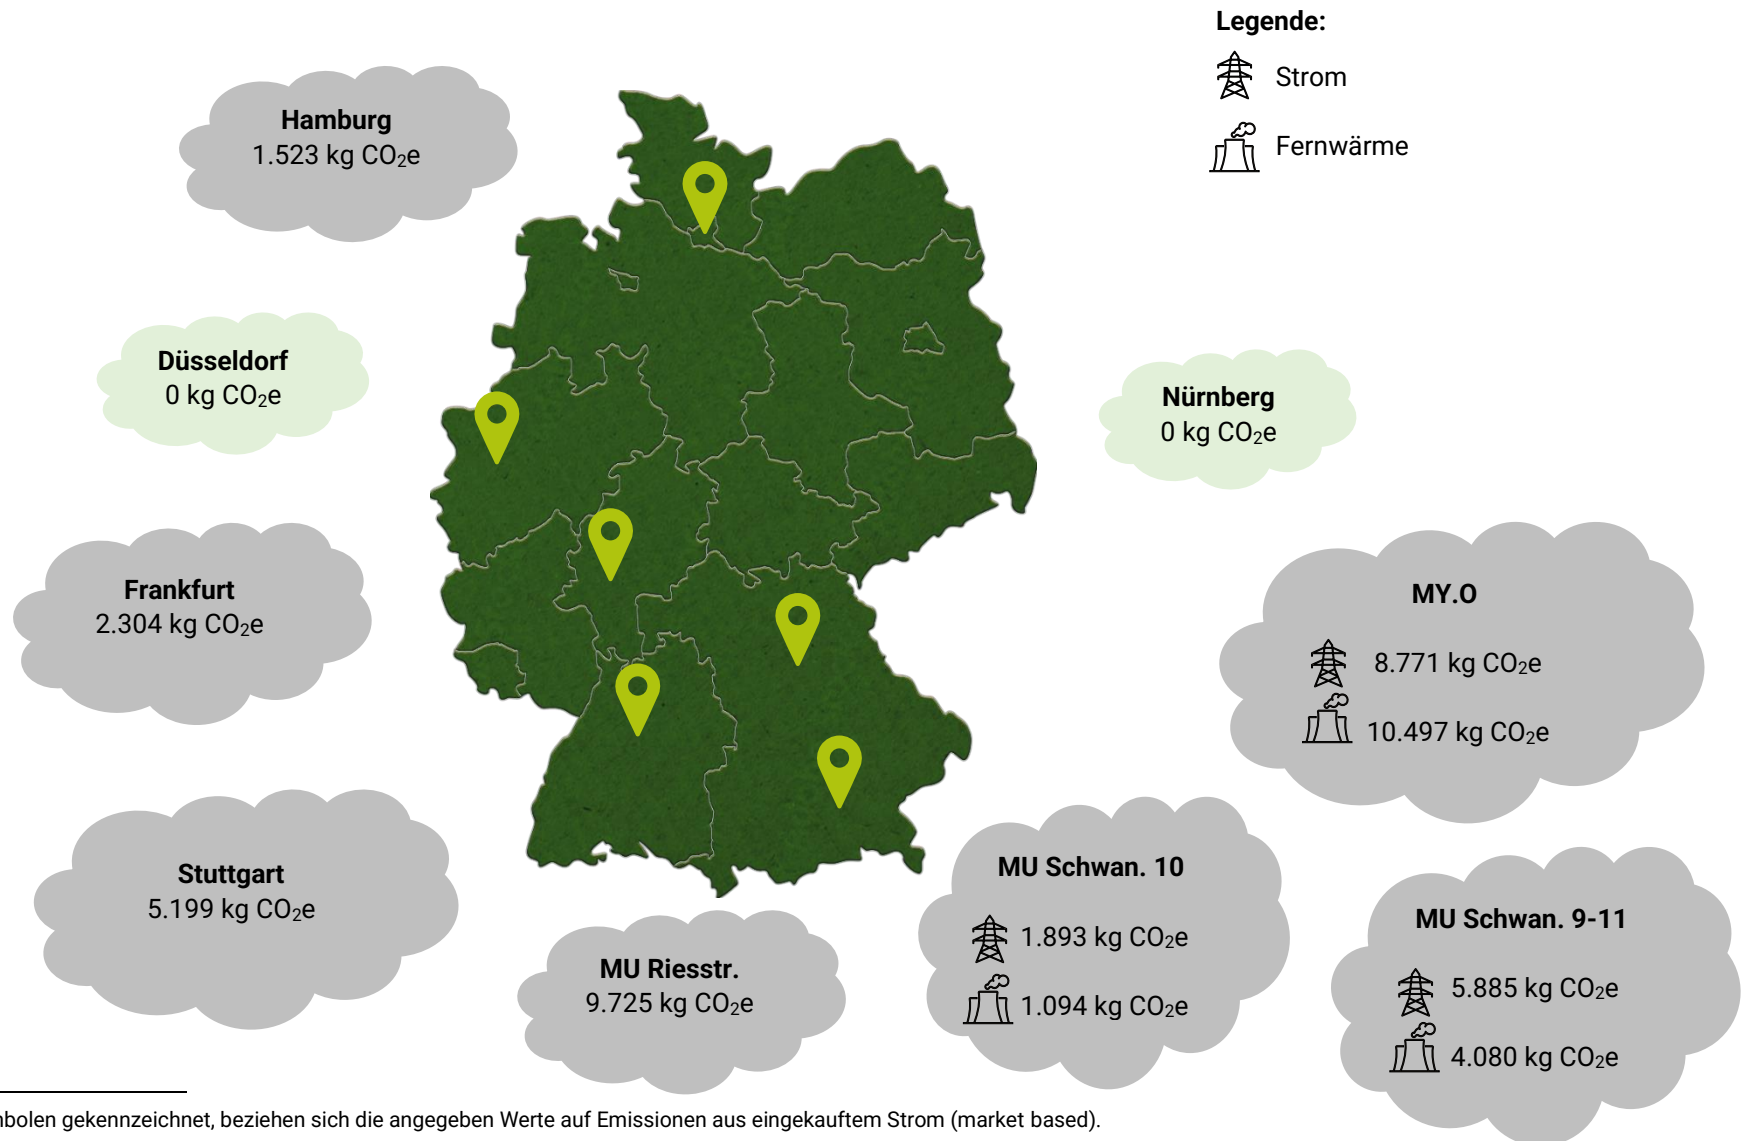 Legende:
Strom
Fernwärme
Hamburg
1.523 kg CO₂e
Düsseldorf
0 kg CO₂e
Nürnberg
0 kg CO₂e
Frankfurt
2.304 kg CO₂e
MY.O
8.771 kg CO₂e
10.497 kg CO₂e
Stuttgart
5.199 kg CO₂e
MU Riesstr.
9.725 kg CO₂e
MU Schwan. 10
1.893 kg CO₂e
1.094 kg CO₂e
MU Schwan. 9-11
5.885 kg CO₂e
4.080 kg CO₂e
gekennzeichnet, beziehen sich die angegeben Werte auf Emissionen aus eingekauftem Strom (market based).